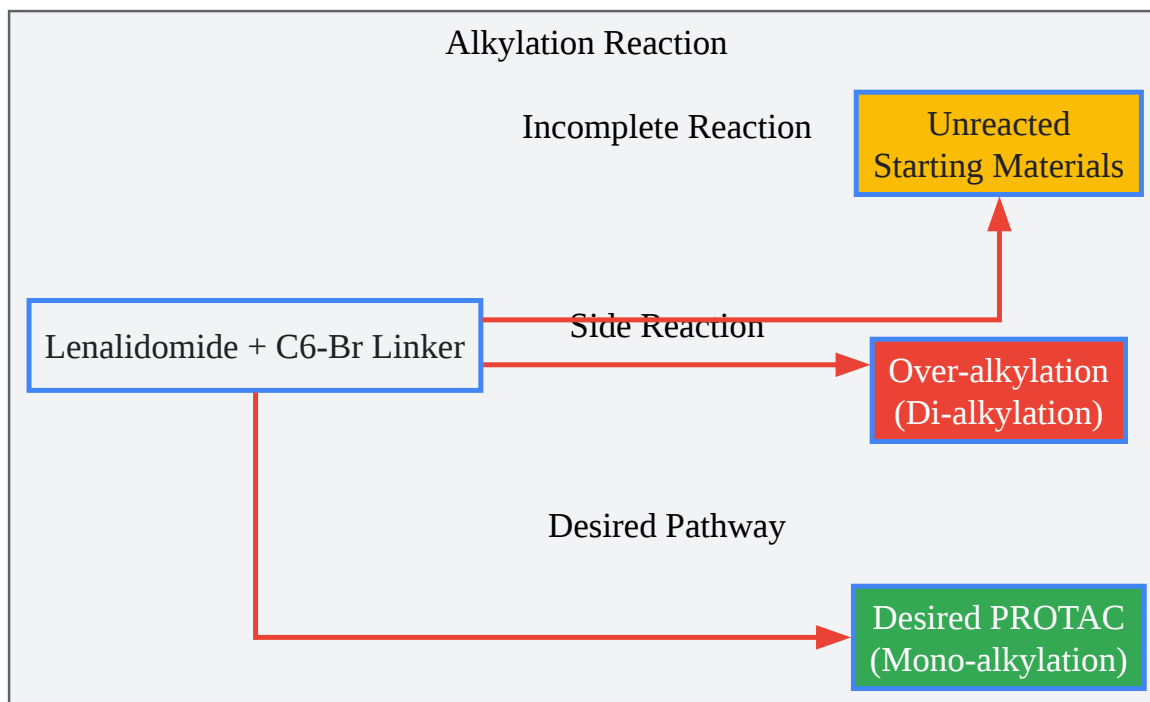 Alkylation Reaction
Incomplete Reaction
Unreacted
Starting Materials
Lenalidomide + C6-Br Linker
Side Reaction
Over-alkylation
(Di-alkylation)
Desired Pathway
Desired PROTAC
(Mono-alkylation)